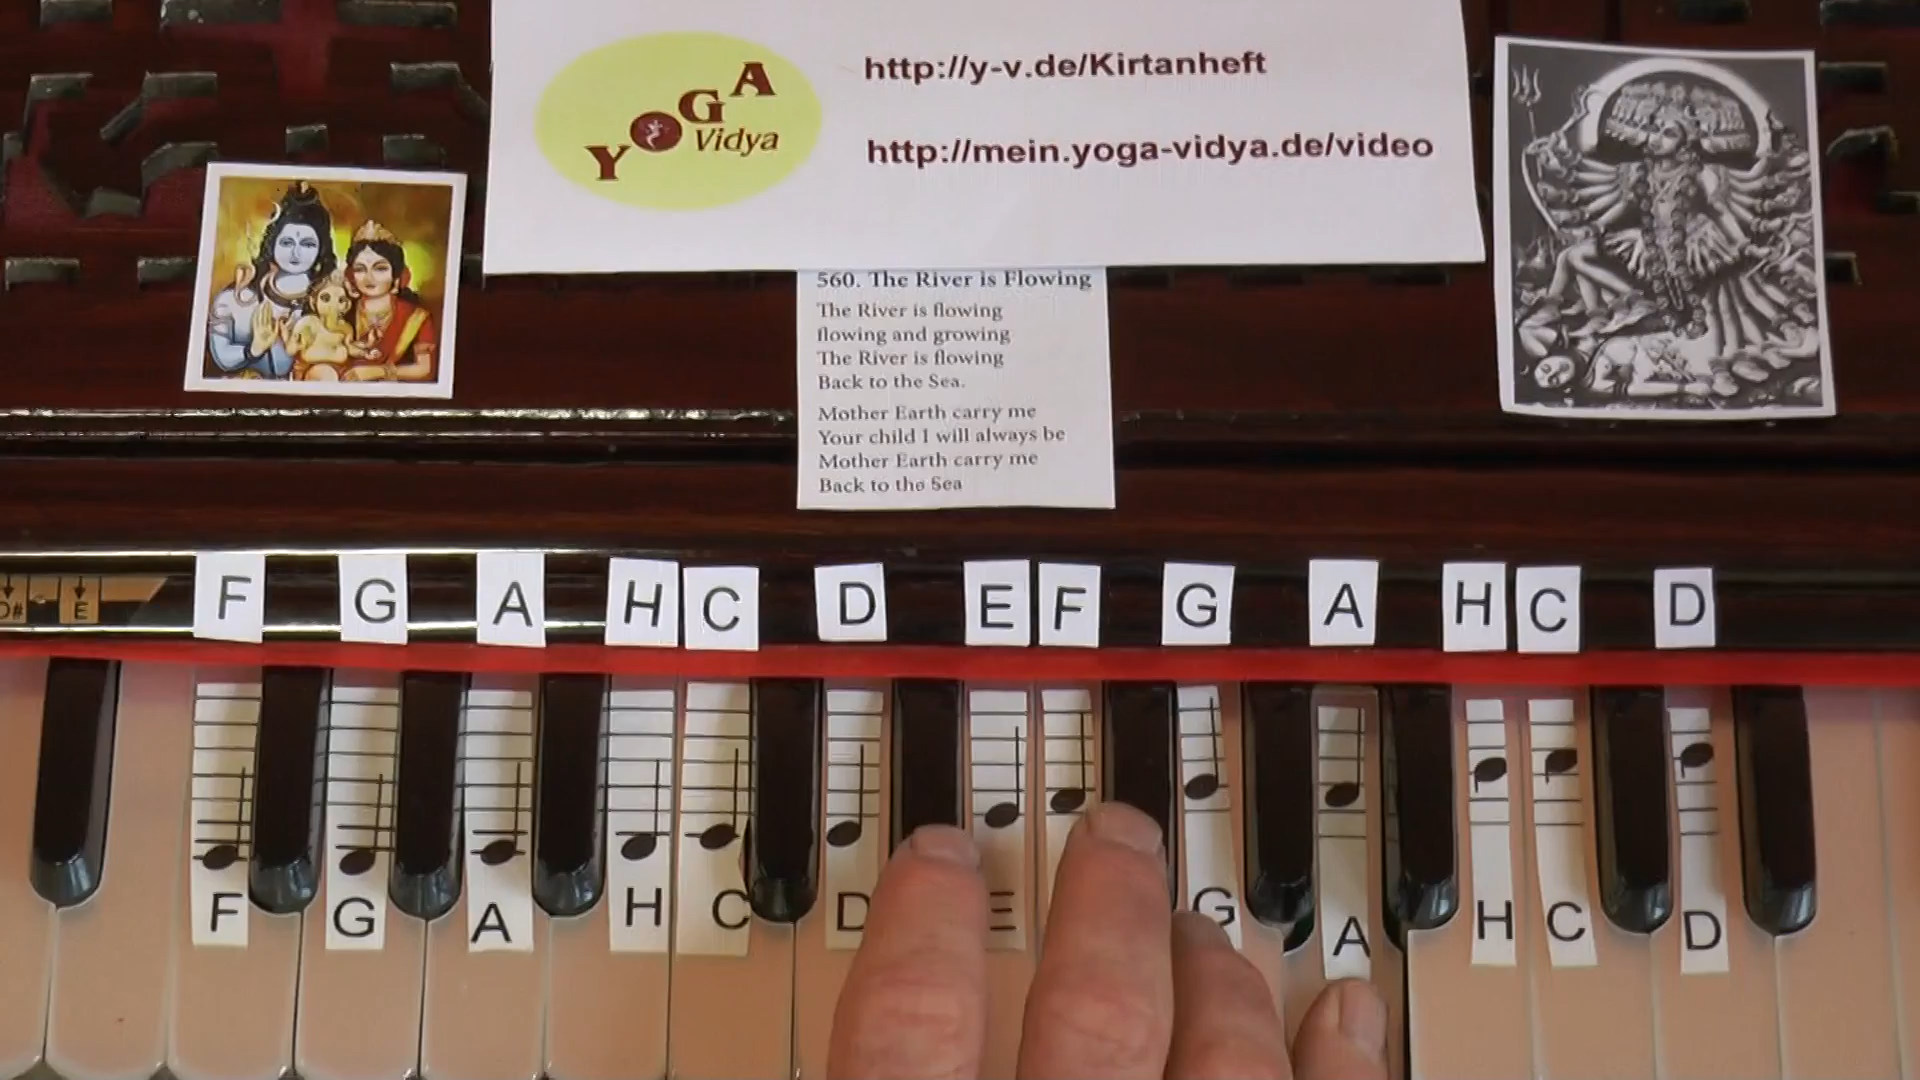 YOGA
Vidya
http://y-v.de/Kirtanheft
http://mein.yoga-vidya.de/video
560. The River is Flowing
The River is flowing
flowing and growing
The River is flowing
Back to the Sea.
Mother Earth carry me
Your child I will always be
Mother Earth carry me
Back to the Sea
D# E
F G A H C D E F G A H C D
F G A H C D E G A H C D